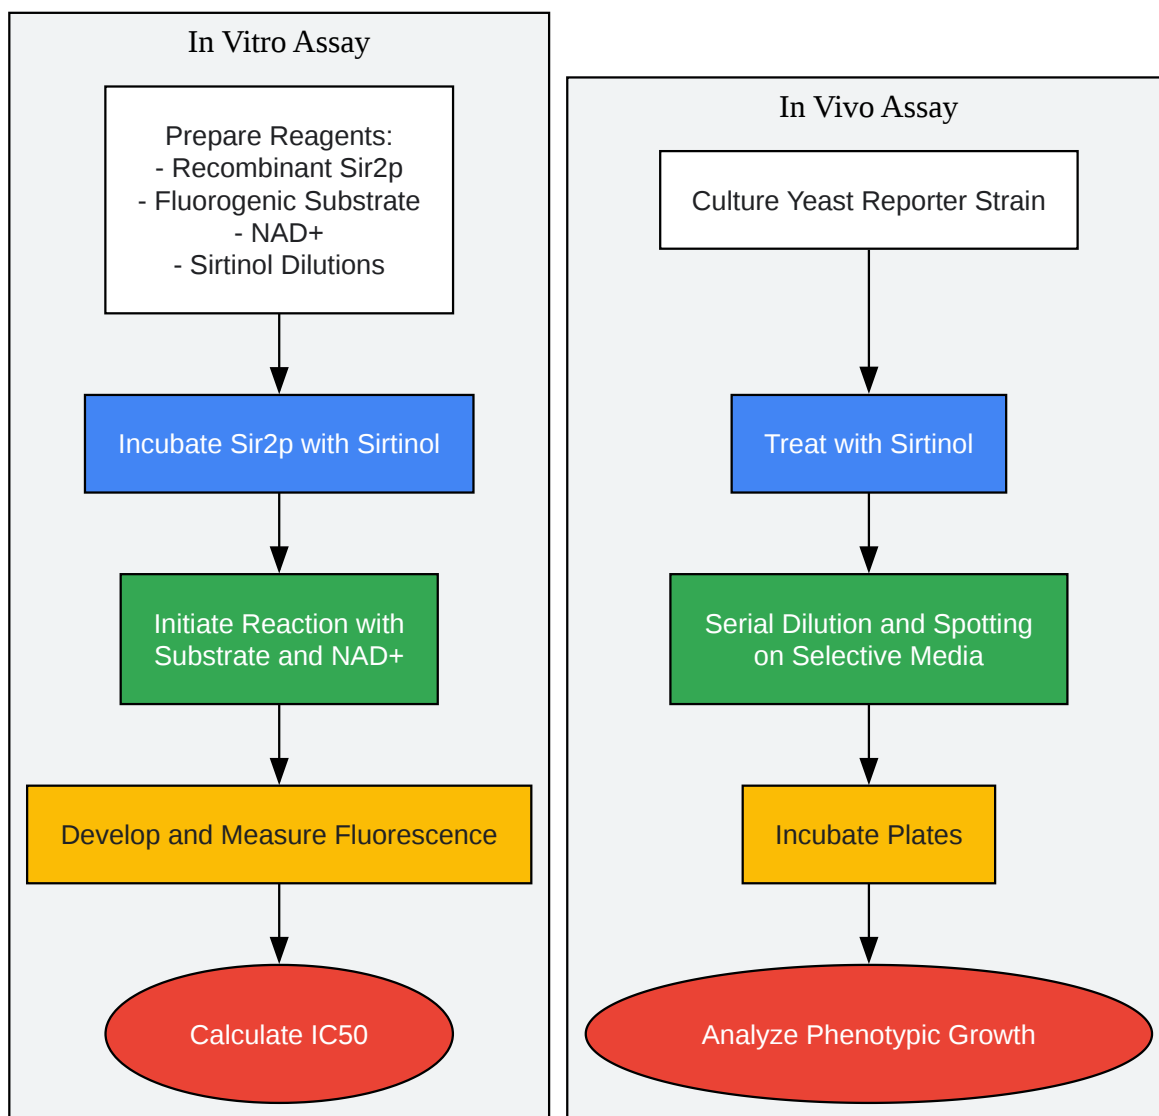 In Vitro Assay
Prepare Reagents:
- Recombinant Sir2p
- Fluorogenic Substrate
- NAD+
- Sirtinol Dilutions
Incubate Sir2p with Sirtinol
Initiate Reaction with
Substrate and NAD+
Develop and Measure Fluorescence
Calculate IC50
In Vivo Assay
Culture Yeast Reporter Strain
Treat with Sirtinol
Serial Dilution and Spotting
on Selective Media
Incubate Plates
Analyze Phenotypic Growth